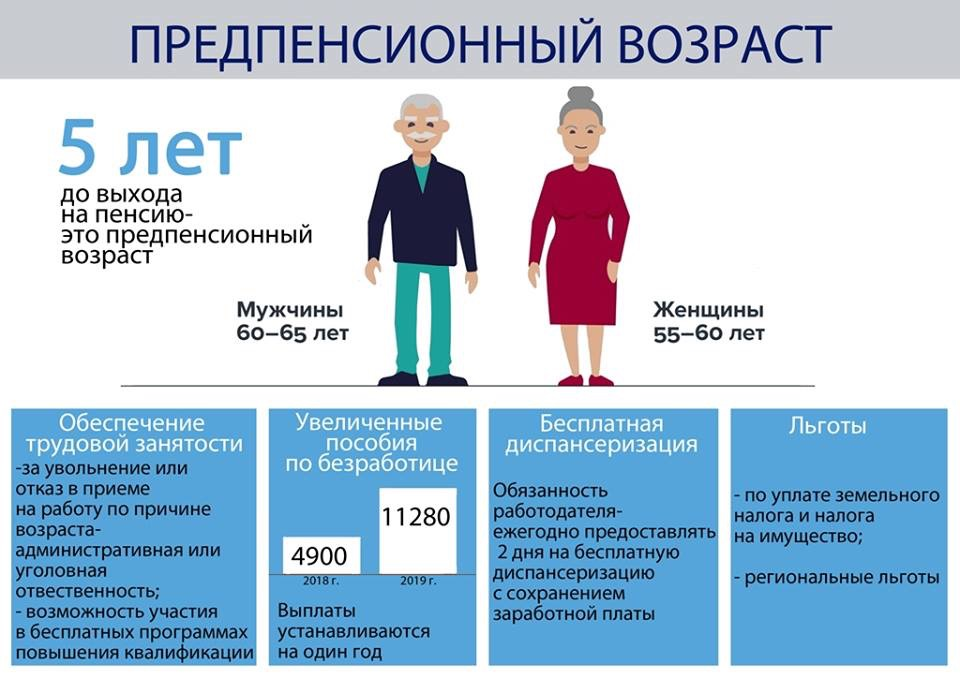 ПРЕДПЕНСИОННЫЙ ВОЗРАСТ
5 лет
до выхода
на пенсию-
это предпенсионный
возраст
Мужчины
60–65 лет
Женщины
55–60 лет
Обеспечение
трудовой занятости
-за увольнение или
отказ в приеме
на работу по причине
возраста-
административная или
уголовная
отвественность;
- возможность участия
в бесплатных программах
повышения квалификации
Увеличенные
пособия
по безработице
4900
11280
2018 г.
2019 г.
Выплаты
устанавливаются
на один год
Бесплатная
диспансеризация
Обязанность
работодателя-
ежегодно предоставлять
2 дня на бесплатную
диспансеризацию
с сохранением
заработной платы
Льготы
- по уплате земельного
налога и налога
на имущество;
- региональные льготы